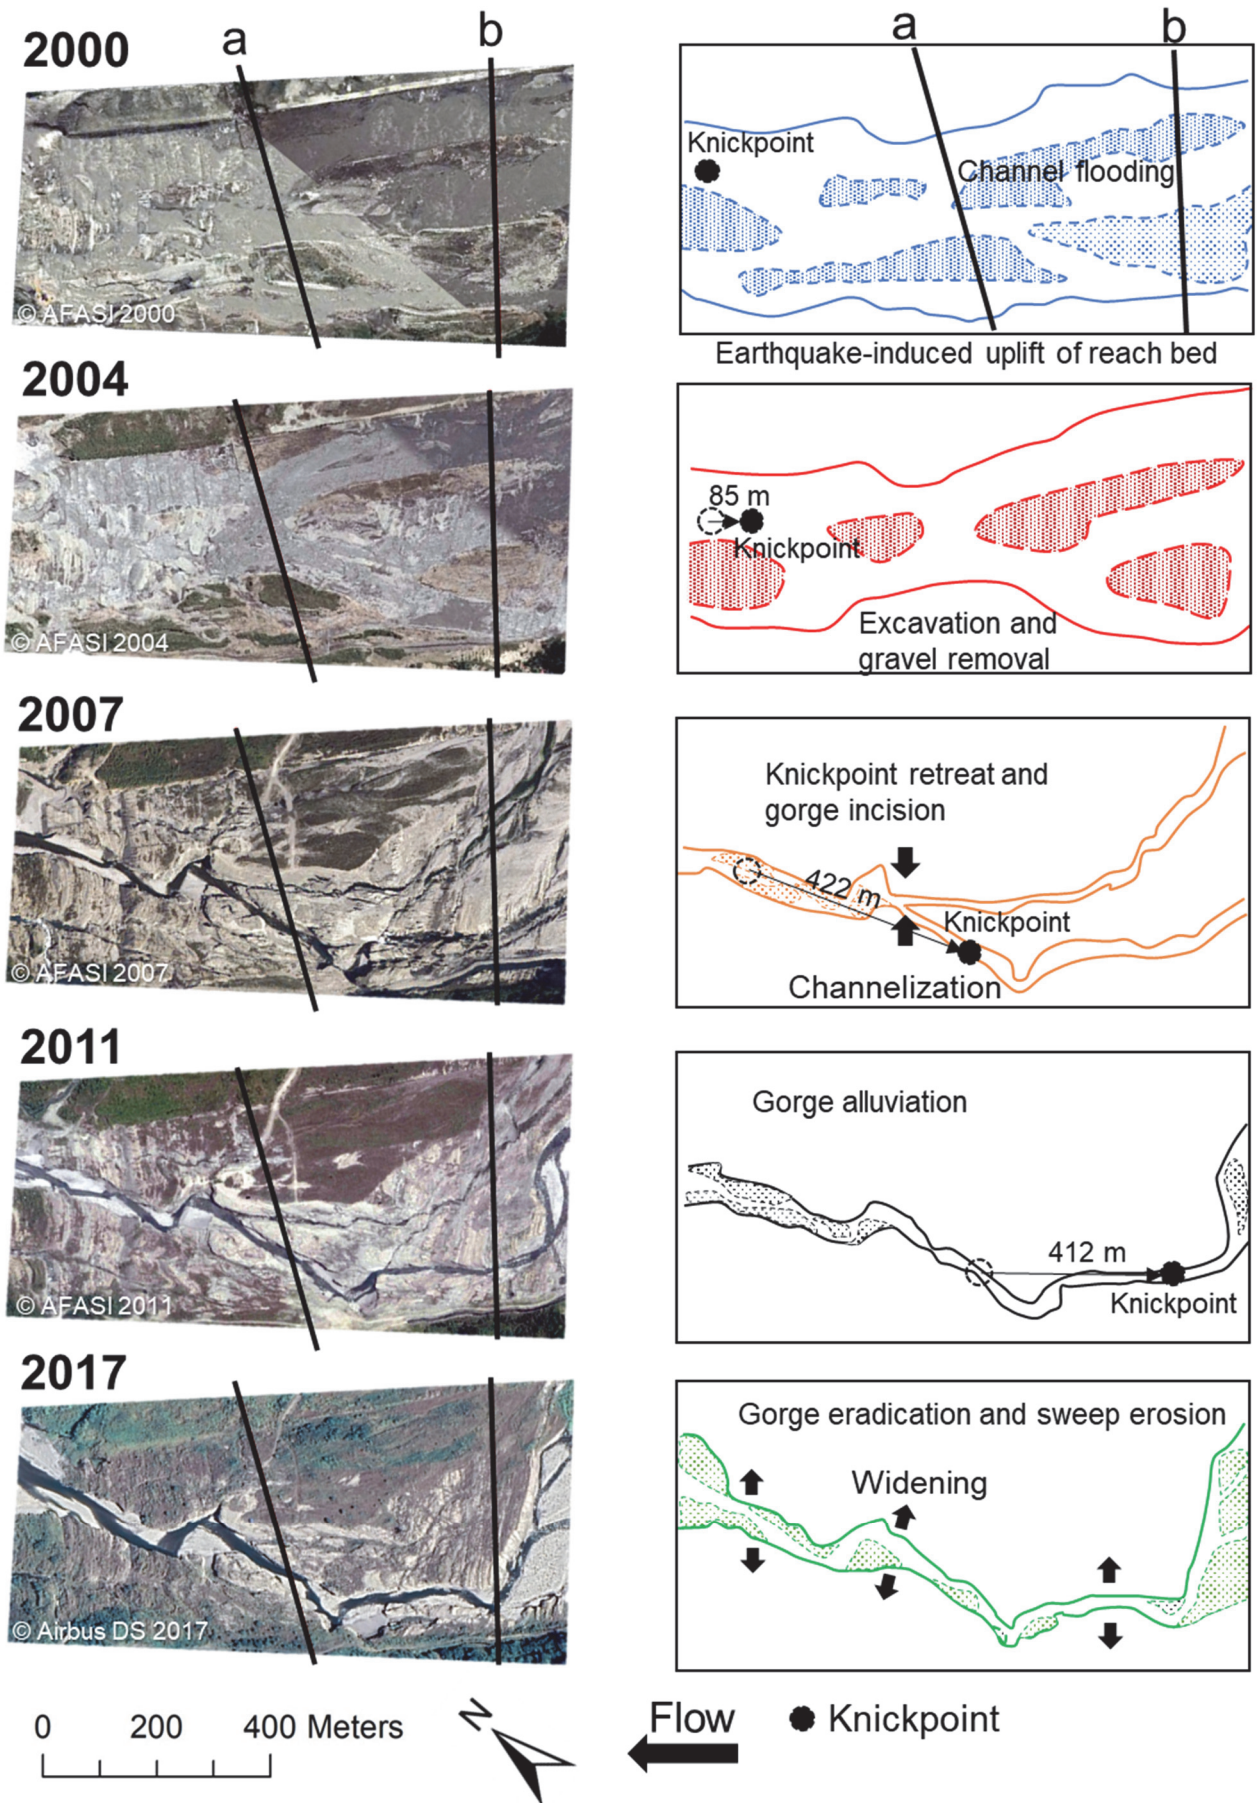 2000
a
b
© AFASI 2000
a
b
Knickpoint
Channel flooding
Earthquake-induced uplift of reach bed
2004
© AFASI 2004
85 m
Knickpoint
Excavation and
gravel removal
2007
© AFASI 2007
Knickpoint retreat and
gorge incision
422 m
Knickpoint
Channelization
2011
© AFASI 2011
Gorge alluviation
412 m
Knickpoint
2017
© Airbus DS 2017
Gorge eradication and sweep erosion
Widening
0 200 400 Meters
N
Flow
Knickpoint